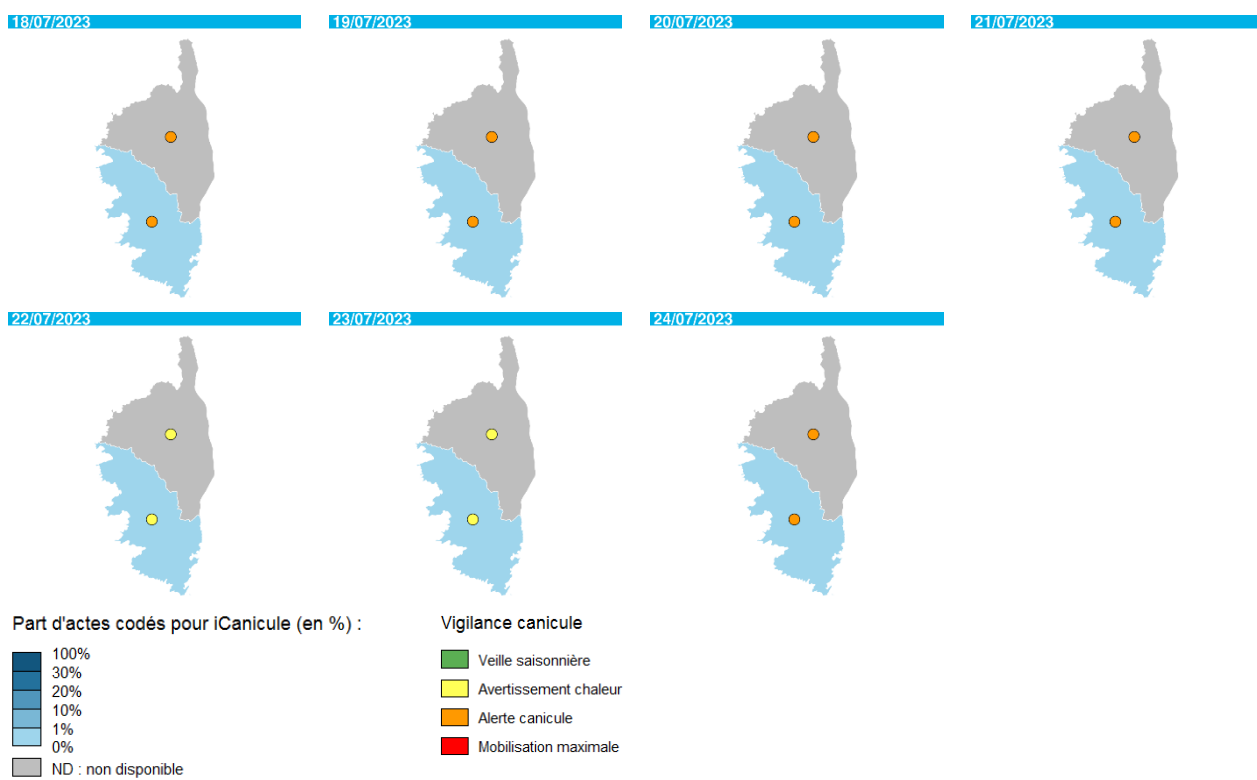 18/07/2023
19/07/2023
20/07/2023
21/07/2023
22/07/2023
23/07/2023
24/07/2023
Part d'actes codés pour iCanicule (en %) :
100%
30%
20%
10%
1%
0%
ND : non disponible
Vigilance canicule
Veille saisonnière
Avertissement chaleur
Alerte canicule
Mobilisation maximale